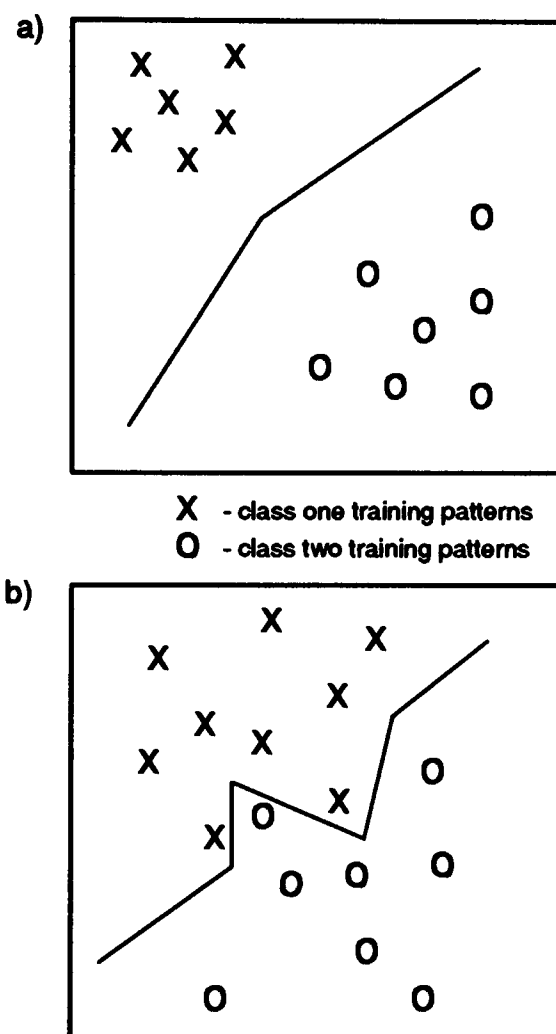 a)
X - class one training patterns
O - class two training patterns
b)